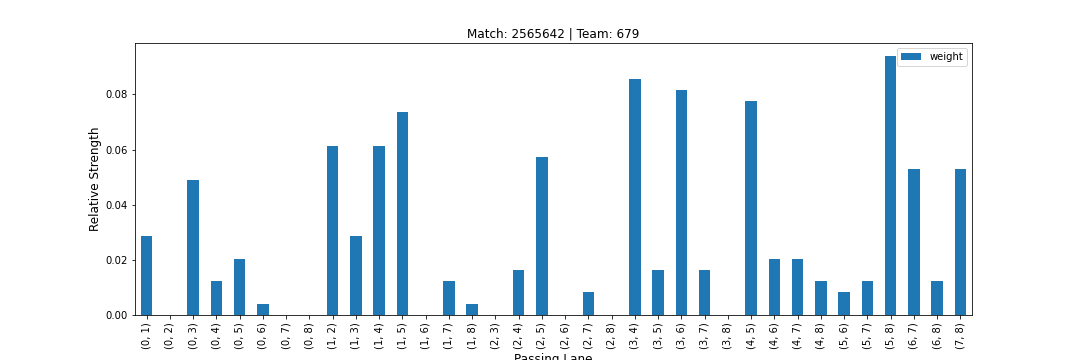 Match: 2565642 | Team: 679
weight
Relative Strength
0.08
0.06
0.04
0.02
0.00
(0, 1) (0, 2) (0, 3) (0, 4) (0, 5) (0, 6) (0, 7) (0, 8) (1, 2) (1, 3) (1, 4) (1, 5) (1, 6) (1, 7) (1, 8) (2, 3) (2, 4) (2, 5) (2, 6) (2, 7) (2, 8) (3, 4) (3, 5) (3, 6) (3, 7) (3, 8) (4, 5) (4, 6) (4, 7) (4, 8) (5, 6) (5, 7) (5, 8) (6, 7) (6, 8) (7, 8)
Passing Lane